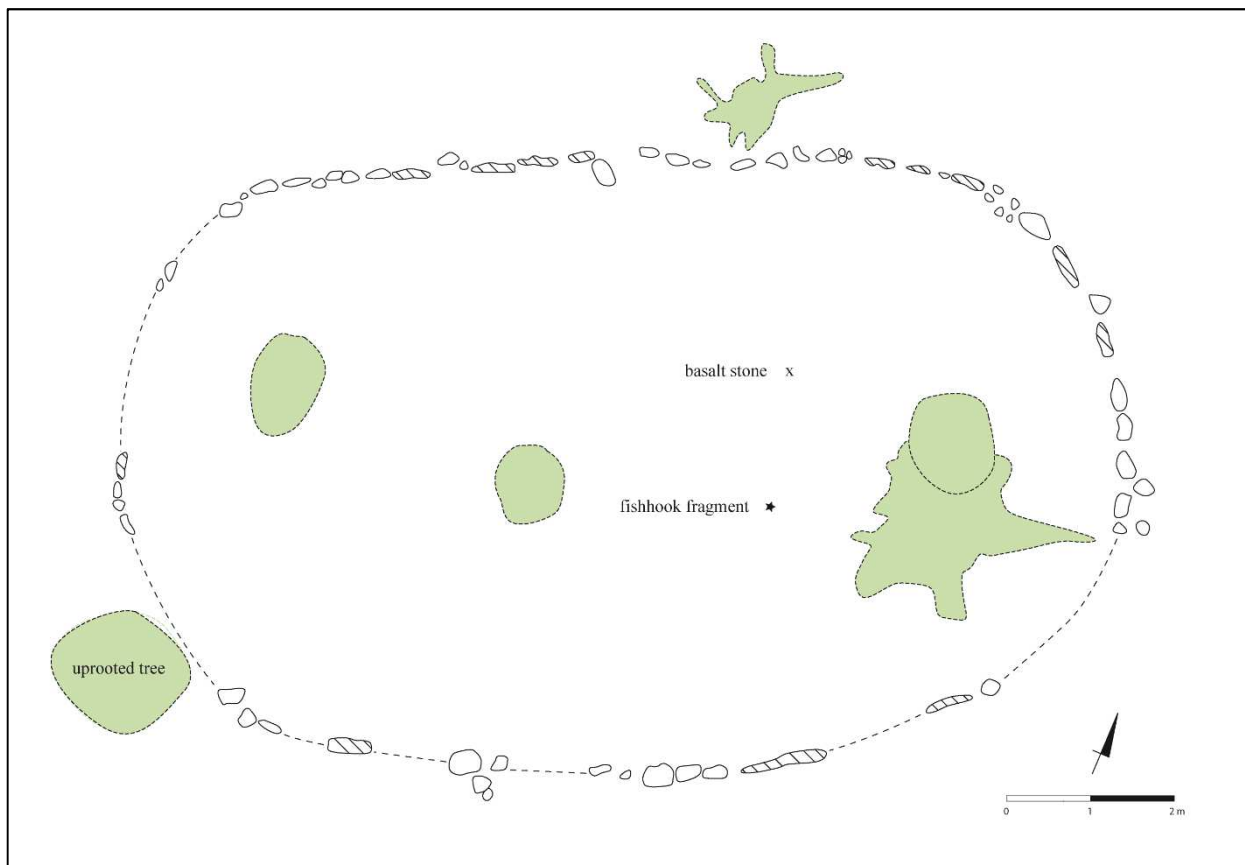 basalt stone x
fishhook fragment
uprooted tree
0 1 2 m